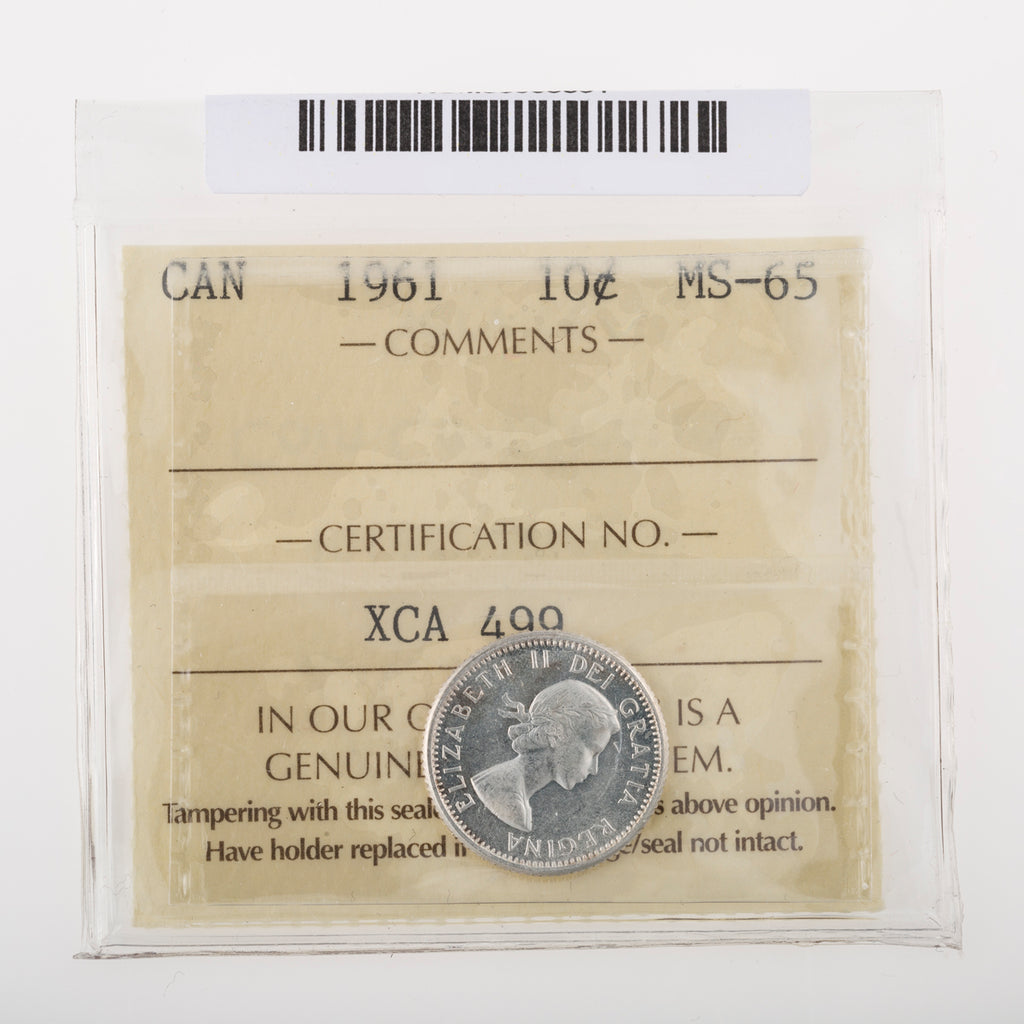 CAN 1961 10¢ MS-65
— COMMENTS —
— CERTIFICATION NO. —
XCA 499
IN OUR IS A
GENUINE EM.
Tampering with this seal above opinion.
Have holder replaced /seal not intact.
ELIZABETH II DEI GRATIA REGINA